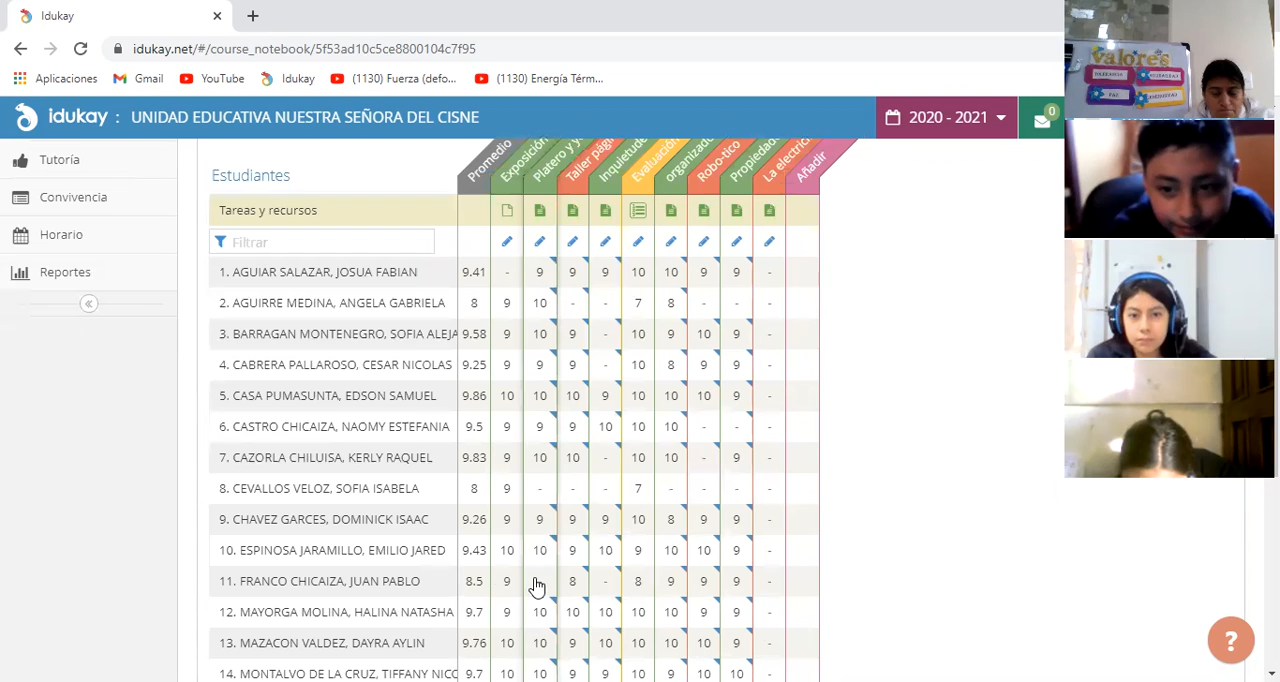 Idukay
idukay.net/#/course_notebook/5f53ad10c5ce8800104c7f95
Aplicaciones Gmail YouTube Idukay (1130) Fuerza (defo... (1130) Energía Térm...
idukay : UNIDAD EDUCATIVA NUESTRA SEÑORA DEL CISNE 2020 - 2021 0
Tutoría
Convivencia
Horario
Reportes
Promedio Exposición Platero y y Taller pági Inquietude Evaluación organizado Robo-tico Propiedad La electrici Añadir
Estudiantes
Tareas y recursos
Filtrar
1. AGUIAR SALAZAR, JOSUA FABIAN 9.41 - 9 9 9 10 10 9 9 -
2. AGUIRRE MEDINA, ANGELA GABRIELA 8 9 10 - - 7 8 - - -
3. BARRAGAN MONTENEGRO, SOFIA ALEJA 9.58 9 10 9 - 10 9 10 9 -
4. CABRERA PALLAROSO, CESAR NICOLAS 9.25 9 9 9 - 10 8 9 9 -
5. CASA PUMASUNTA, EDSON SAMUEL 9.86 10 10 10 9 10 10 10 9 -
6. CASTRO CHICAIZA, NAOMY ESTEFANIA 9.5 9 9 9 10 10 10 - - -
7. CAZORLA CHILUISA, KERLY RAQUEL 9.83 9 10 10 - 10 10 - 9 -
8. CEVALLOS VELOZ, SOFIA ISABELA 8 9 - - - 7 - - - -
9. CHAVEZ GARCES, DOMINICK ISAAC 9.26 9 9 9 9 10 8 9 9 -
10. ESPINOSA JARAMILLO, EMILIO JARED 9.43 10 10 9 10 9 10 10 9 -
11. FRANCO CHICAIZA, JUAN PABLO 8.5 9 8 - 8 9 9 9 -
12. MAYORGA MOLINA, HALINA NATASHA 9.7 9 10 10 10 10 10 9 9 -
13. MAZACON VALDEZ, DAYRA AYLIN 9.76 10 10 9 10 10 10 10 9 -
14. MONTALVO DE LA CRUZ, TIFFANY NICO 9.7 10 10 9 9 10 10 9 10 -
?
valores
PAZ